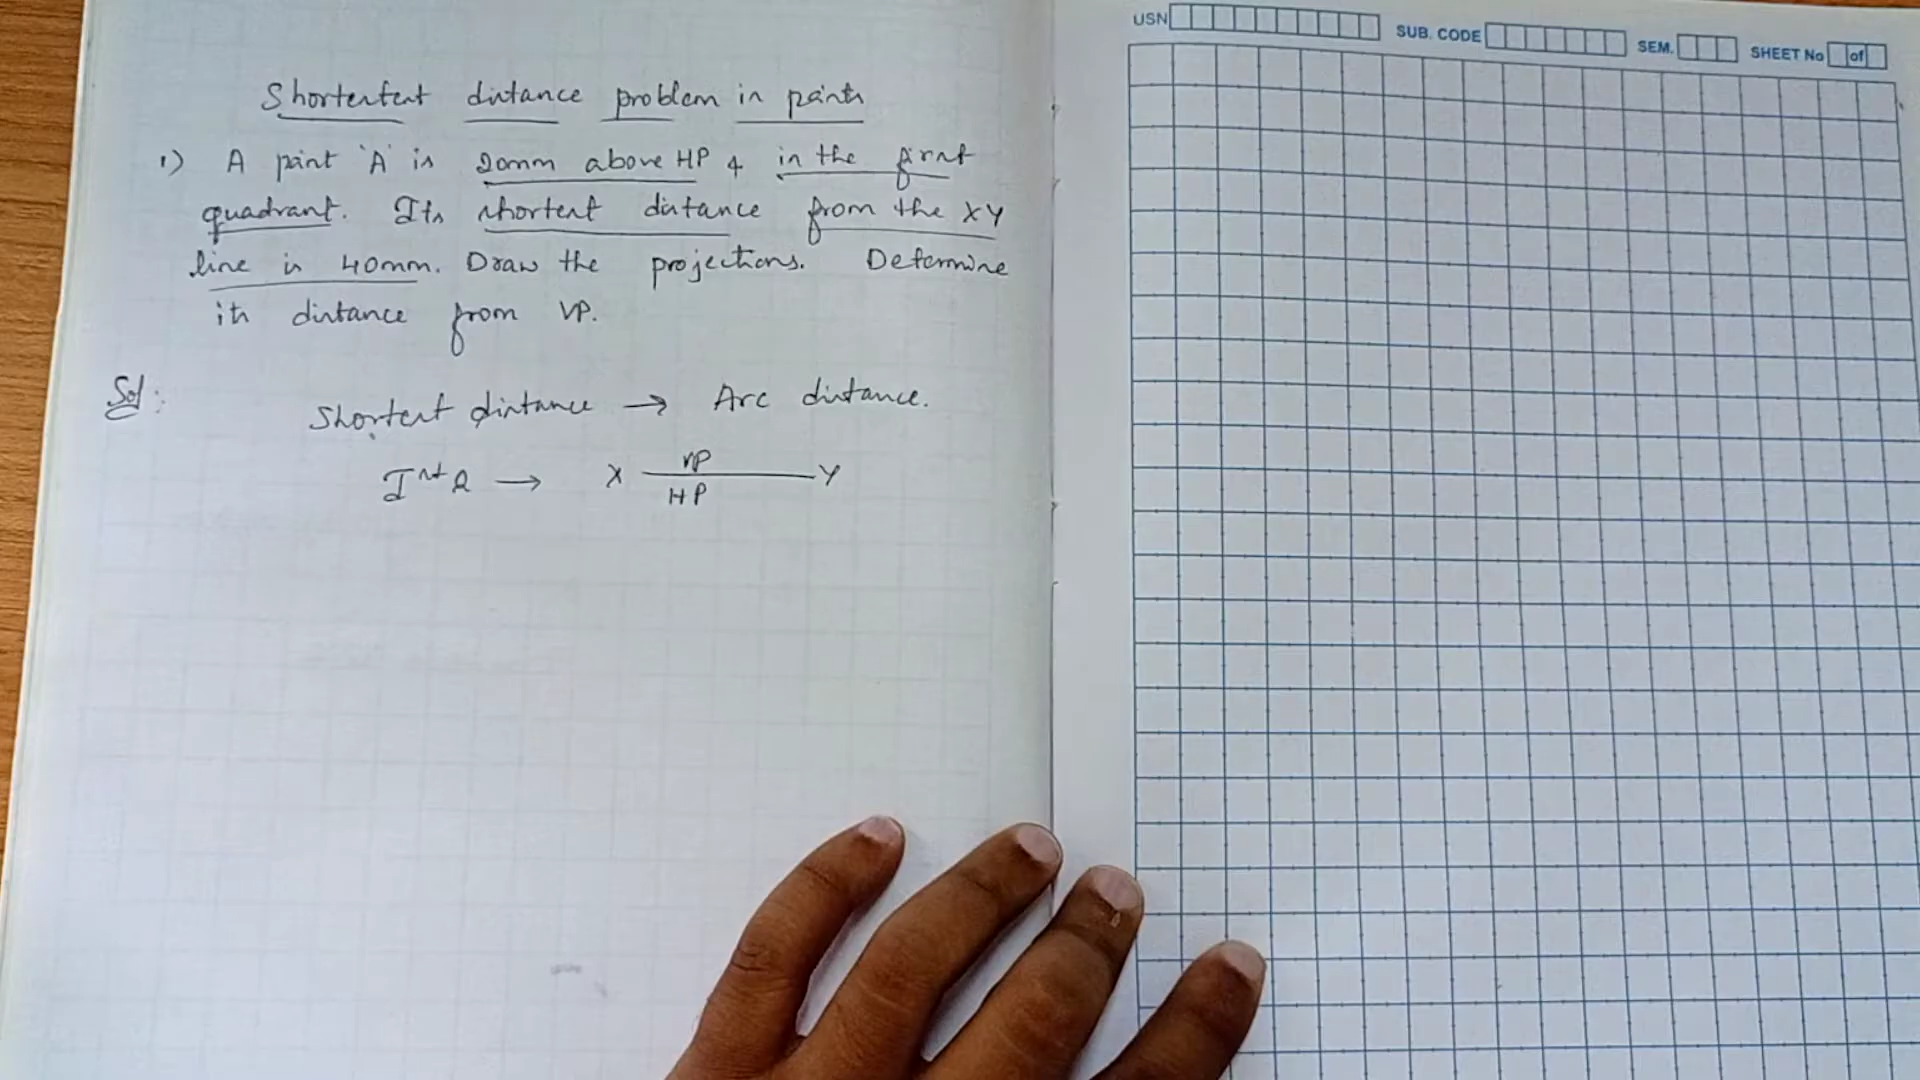 Shortestest distance problem in points
1) A point 'A' is 20mm above HP & in the first
quadrant. Its shortest distance from the XY
line is 40mm. Draw the projections. Determine
its distance from VP.
Sol:
Shortest distance → Arc distance.
Ist Q → X VP Y
HP
USN SUB. CODE SEM. SHEET No of